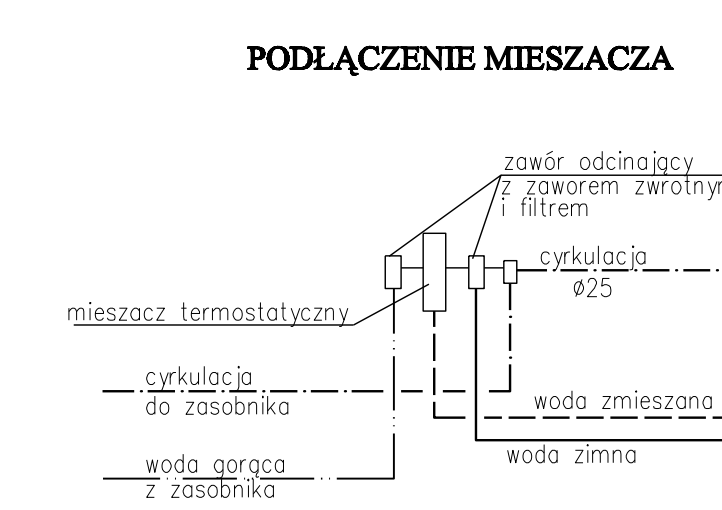 PODŁĄCZENIE MIESZACZA
zawór odcinający
z zaworem
i filtrem
cyrkulacja
Ø25
mieszacz termostatyczny
cyrkulacja
do zasobnika
woda zmieszana
woda zimna
woda gorąca
z zasobnika